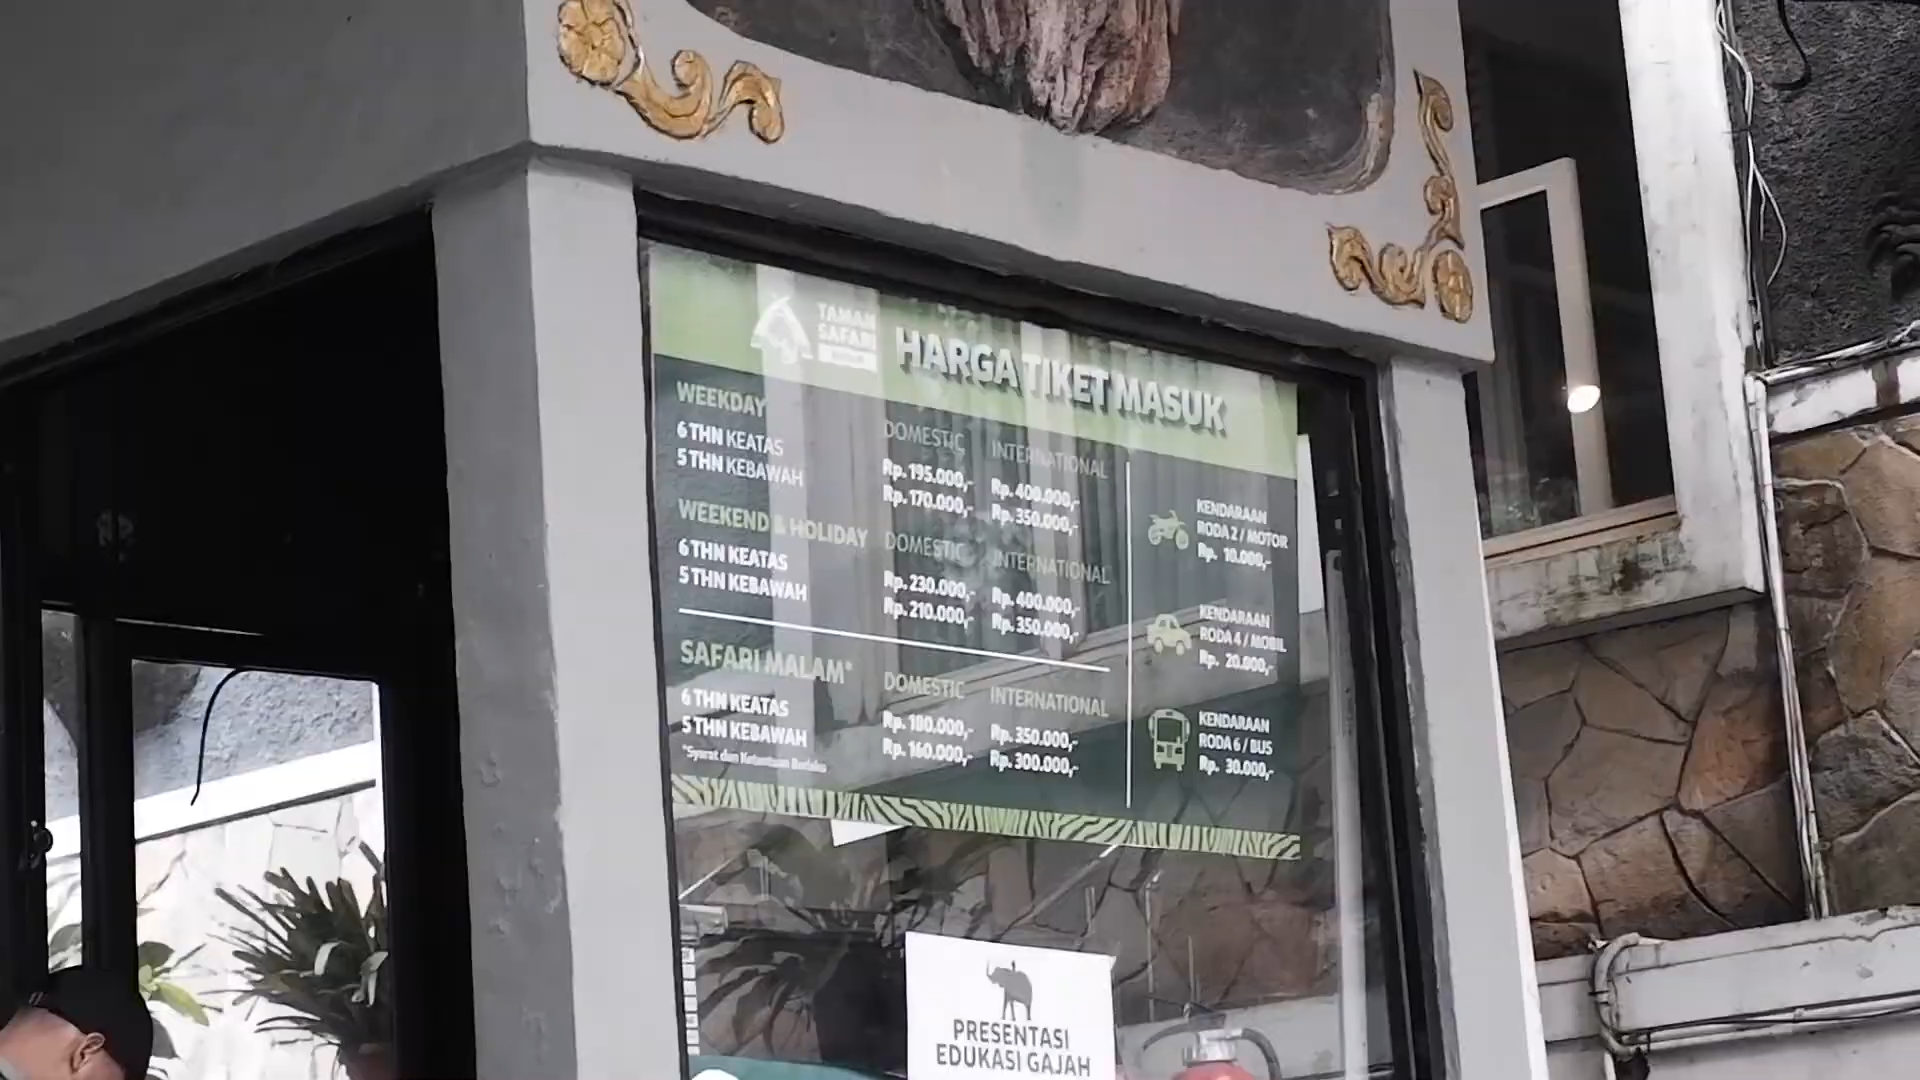 TAMAN
SAFARI
HARGA TIKET MASUK
WEEKDAY
DOMESTIC INTERNATIONAL
6 THN KEATAS Rp. 195.000,- Rp. 400.000,-
5 THN KEBAWAH Rp. 170.000,- Rp. 350.000,-
WEEKEND & HOLIDAY DOMESTIC INTERNATIONAL
6 THN KEATAS Rp. 230.000,- Rp. 400.000,-
5 THN KEBAWAH Rp. 210.000,- Rp. 350.000,-
SAFARI MALAM* DOMESTIC INTERNATIONAL
6 THN KEATAS Rp. 180.000,- Rp. 350.000,-
5 THN KEBAWAH Rp. 160.000,- Rp. 300.000,-
*Syarat dan Ketentuan Berlaku
KENDARAAN
RODA 2 / MOTOR
Rp. 10.000,-
KENDARAAN
RODA 4 / MOBIL
Rp. 20.000,-
KENDARAAN
RODA 6 / BUS
Rp. 30.000,-
PRESENTASI
EDUKASI GAJAH